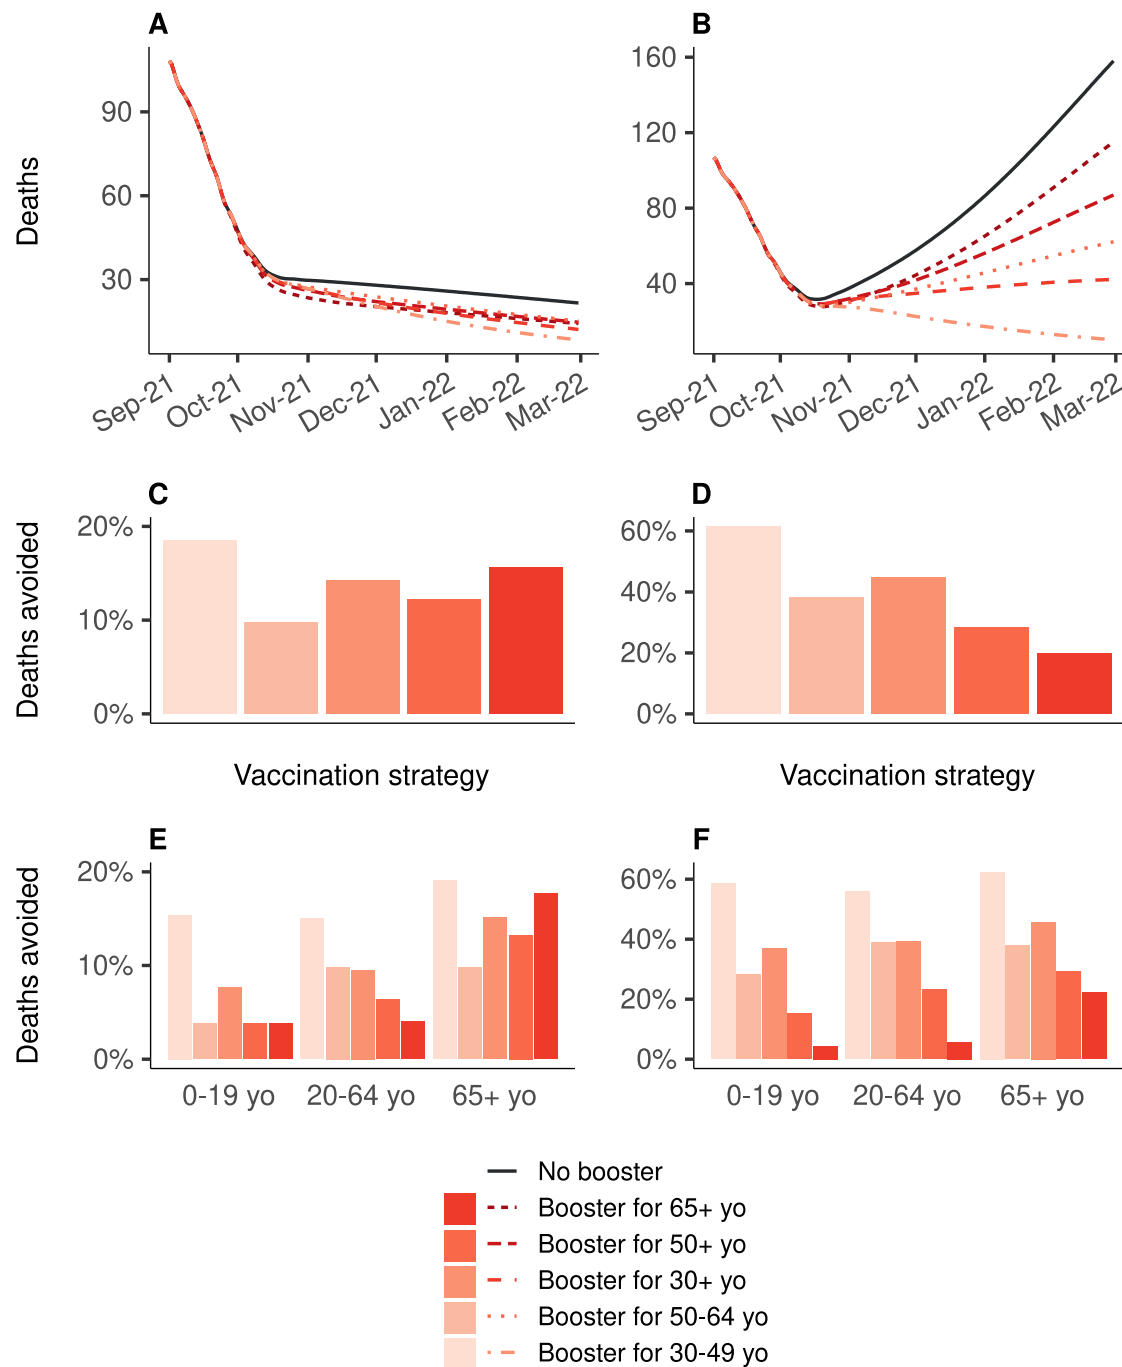 A
B
Deaths
90
60
30
160
120
80
40
Sep-21
Oct-21
Nov-21
Dec-21
Jan-22
Feb-22
Mar-22
Sep-21
Oct-21
Nov-21
Dec-21
Jan-22
Feb-22
Mar-22
C
D
Deaths avoided
20%
10%
0%
60%
40%
20%
0%
Vaccination strategy
Vaccination strategy
E
F
Deaths avoided
20%
10%
0%
60%
40%
20%
0%
0-19 yo
20-64 yo
65+ yo
0-19 yo
20-64 yo
65+ yo
No booster
Booster for 65+ yo
Booster for 50+ yo
Booster for 30+ yo
Booster for 50-64 yo
Booster for 30-49 yo